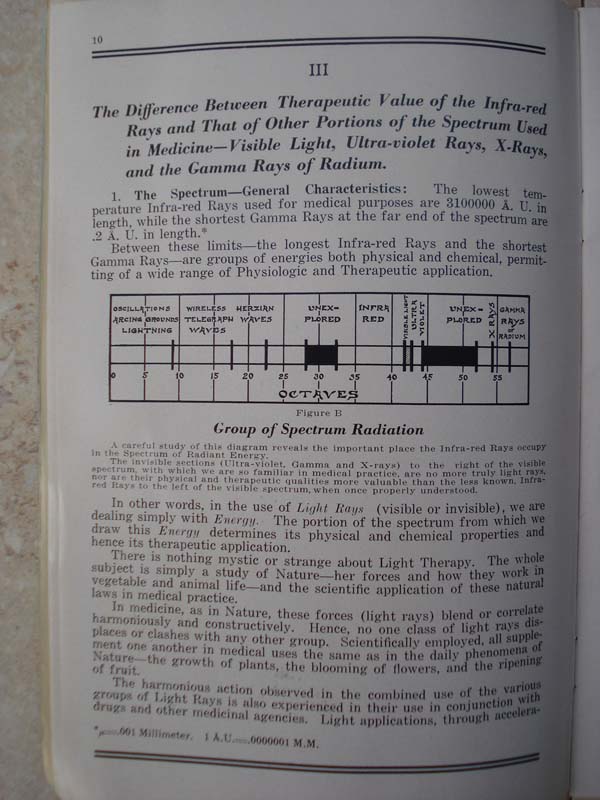 10
III
The Difference Between Therapeutic Value of the Infra-red
Rays and That of Other Portions of the Spectrum Used
in Medicine—Visible Light, Ultra-violet Rays, X-Rays,
and the Gamma Rays of Radium.
1. The Spectrum—General Characteristics: The lowest tem-
perature Infra-red Rays used for medical purposes are 3100000 A. U. in
length, while the shortest Gamma Rays at the far end of the spectrum are
.2 A. U. in length.*
Between these limits—the longest Infra-red Rays and the shortest
Gamma Rays—are groups of energies both physical and chemical, permit-
ting of a wide range of Physiologic and Therapeutic application.
OSCILLATIONS
ARCING GROUNDS
LIGHTNING
WIRELESS
TELEGRAPH
WAVES
HERZIAN
WAVES
UNEX-
PLORED
INFRA
RED
VISIBLE LIGHT
ULTRA
VIOLET
UNEX-
PLORED
X RAYS
GAMMA
RAYS
of
RADIUM
0 5 10 15 20 25 30 35 40 45 50 55
OCTAVES
Figure B
Group of Spectrum Radiation
A careful study of this diagram reveals the important place the Infra-red Rays occupy
in the Spectrum of Radiant Energy.
The invisible sections (Ultra-violet, Gamma and X-rays) to the right of the visible
spectrum, with which we are so familiar in medical practice, are no more truly light rays,
nor are their physical and therapeutic qualities more valuable than the less known, Infra-
red Rays to the left of the visible spectrum, when once properly understood.
In other words, in the use of Light Rays (visible or invisible), we are
dealing simply with Energy. The portion of the spectrum from which we
draw this Energy determines its physical and chemical properties and
hence its therapeutic application.
There is nothing mystic or strange about Light Therapy. The whole
subject is simply a study of Nature—her forces and how they work in
vegetable and animal life—and the scientific application of these natural
laws in medical practice.
In medicine, as in Nature, these forces (light rays) blend or correlate
harmoniously and constructively. Hence, no one class of light rays dis-
places or clashes with any other group. Scientifically employed, all supple-
ment one another in medical uses the same as in the daily phenomena of
Nature—the growth of plants, the blooming of flowers, and the ripening
of fruit.
The harmonious action observed in the combined use of the various
groups of Light Rays is also experienced in their use in conjunction with
drugs and other medicinal agencies. Light applications, through accelera-
*μ=.001 Millimeter. 1 A.U.=.0000001 M.M.